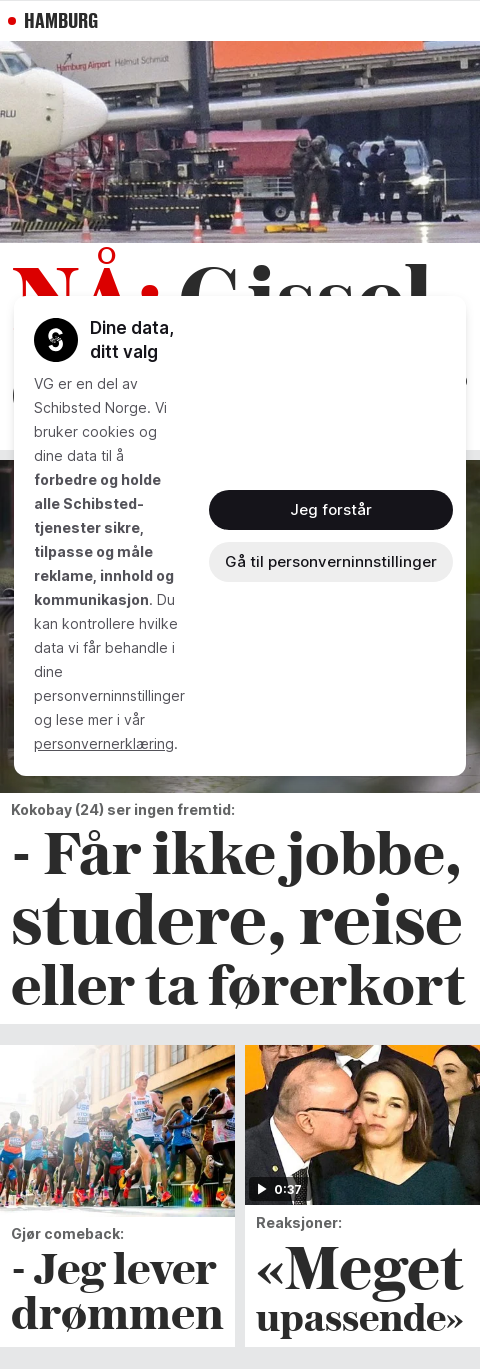 HAMBURG
Hamburg Airport Helmut Schmidt
NÅ: Gissel
Dine data,
ditt valg
VG er en del av
Schibsted Norge. Vi
bruker cookies og
dine data til å
forbedre og holde
alle Schibsted-
tjenester sikre,
tilpasse og måle
reklame, innhold og
kommunikasjon. Du
kan kontrollere hvilke
data vi får behandle i
dine
personverninnstillinger
og lese mer i vår
personvernerklæring.
Jeg forstår
Gå til personverninnstillinger
Kokobay (24) ser ingen fremtid:
- Får ikke jobbe,
studere, reise
eller ta førerkort
Gjør comeback:
- Jeg lever
drømmen
0:37
Reaksjoner:
«Meget
upassende»